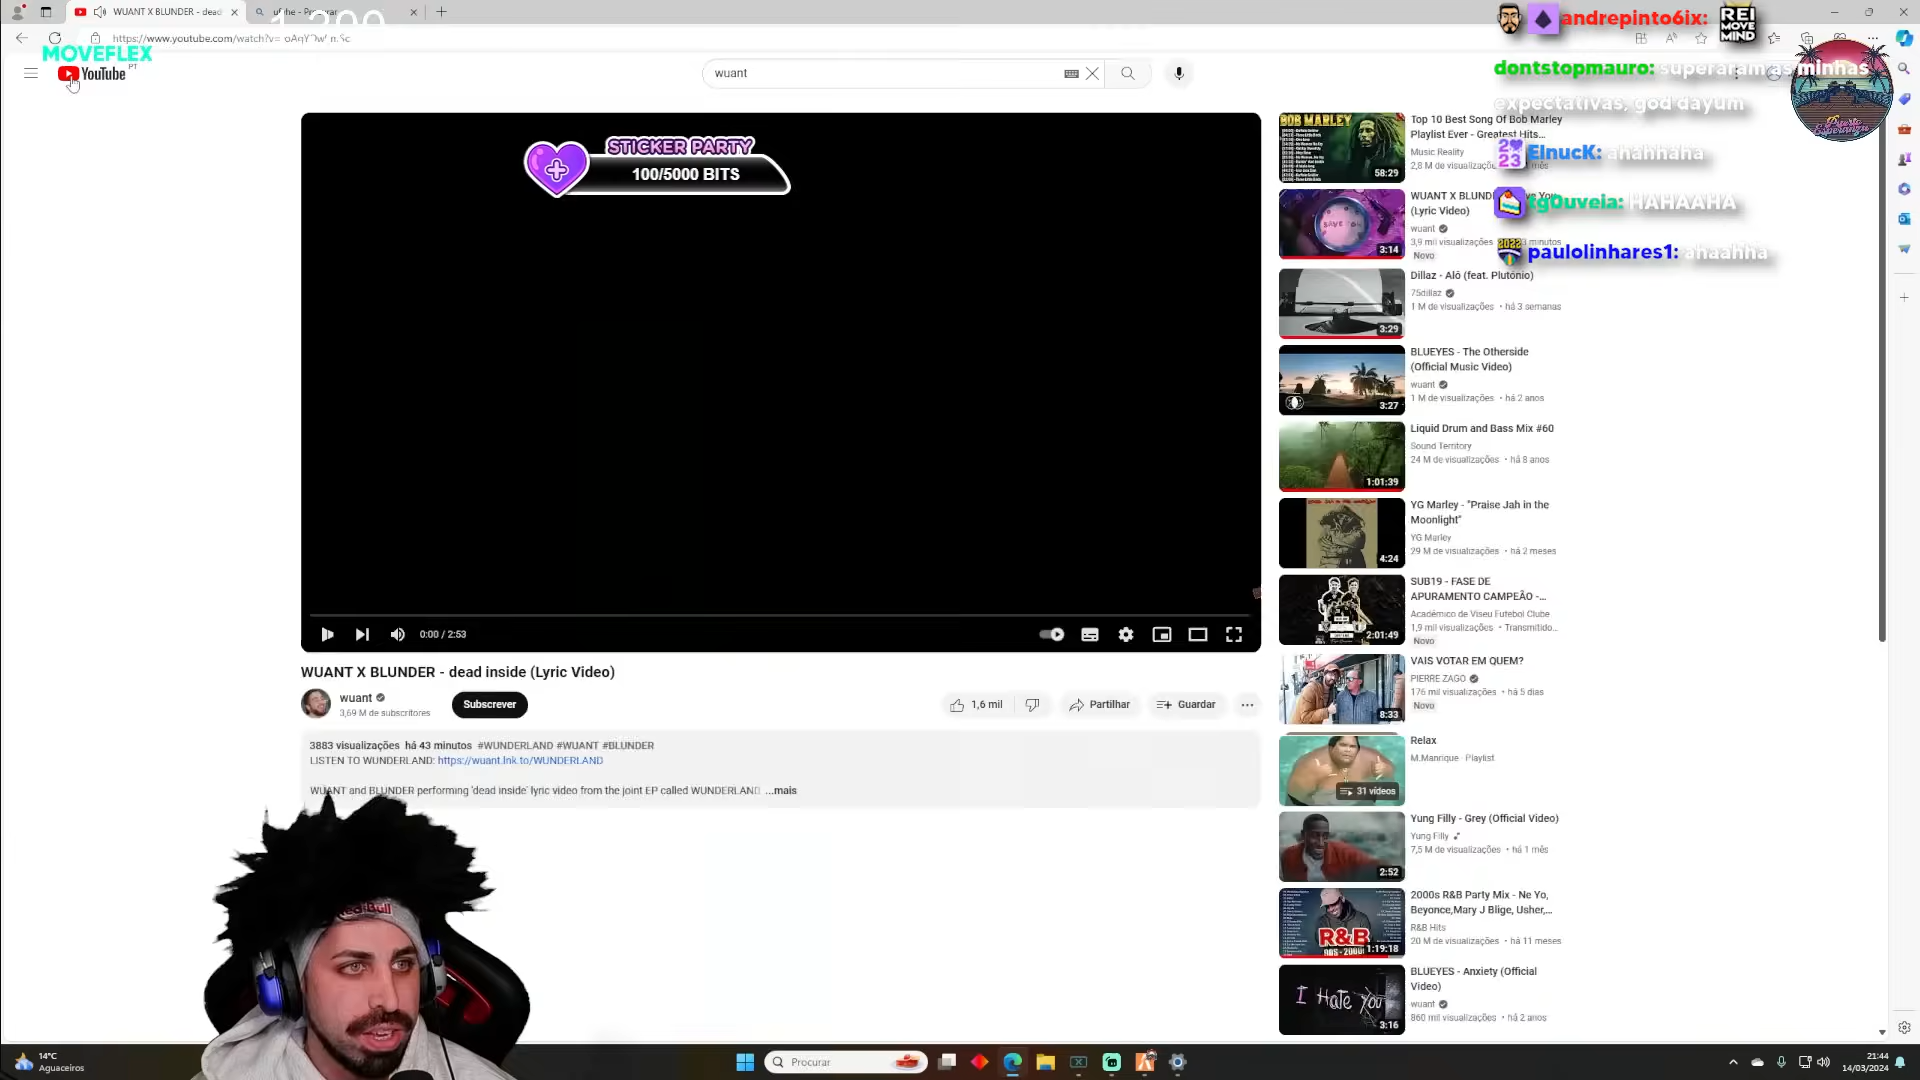 WUANT X BLUNDER - dead
https://www.youtube.com/watch?v=
MOVEFLEX
YouTube
PT
wuant
STICKER PARTY
100/5000 BITS
0:00 / 2:53
WUANT X BLUNDER - dead inside (Lyric Video)
wuant
3,69 M de subscritores
Subscrever
1,6 mil
Partilhar
Guardar
3883 visualizações há 43 minutos #WUNDERLAND #WUANT #BLUNDER
LISTEN TO WUNDERLAND: https://wuant.lnk.to/WUNDERLAND
WUANT and BLUNDER performing 'dead inside' lyric video from the joint EP called WUNDERLAND ...mais
Red Bull
andrepinto6ix:
REI
MOVE
MIND
dontstopmauro: superaram as minhas
expectativas, god dayum
ElnucK: ahahhaha
tg0uveia: HAHAAHA
paulolinhares1: ahaahha
2023
2022
Puerto
Esperanza
BOB MARLEY
58:29
Top 10 Best Song Of Bob Marley
Playlist Ever - Greatest Hits...
Music Reality
SAVE YOU
3:14
WUANT X BLUNDER
(Lyric Video)
wuant
3,9 mil visualizações
minutos
Novo
3:29
Dillaz - Alô (feat. Plutónio)
75dillaz
1 M de visualizações • há 3 semanas
3:27
BLUEYES - The Otherside
(Official Music Video)
wuant
1 M de visualizações • há 2 anos
1:01:39
Liquid Drum and Bass Mix #60
Sound Territory
24 M de visualizações • há 8 anos
4:24
YG Marley - "Praise Jah in the
Moonlight"
YG Marley
29 M de visualizações • há 2 meses
2:01:49
SUB19 - FASE DE
APURAMENTO CAMPEÃO -...
Académico de Viseu Futebol Clube
1,9 mil visualizações • Transmitido...
Novo
8:33
VAIS VOTAR EM QUEM?
PIERRE ZAGO
176 mil visualizações • há 5 dias
Novo
31 vídeos
Relax
M.Manrique · Playlist
2:52
Yung Filly - Grey (Official Video)
Yung Filly
7,5 M de visualizações • há 1 mês
R&B
1:19:18
2000s R&B Party Mix - Ne Yo,
Beyonce,Mary J Blige, Usher,...
R&B Hits
20 M de visualizações • há 11 meses
I Hate You
3:16
BLUEYES - Anxiety (Official
Video)
wuant
860 mil visualizações • há 2 anos
14°C
Aguaceiros
Procurar
21:44
14/03/2024